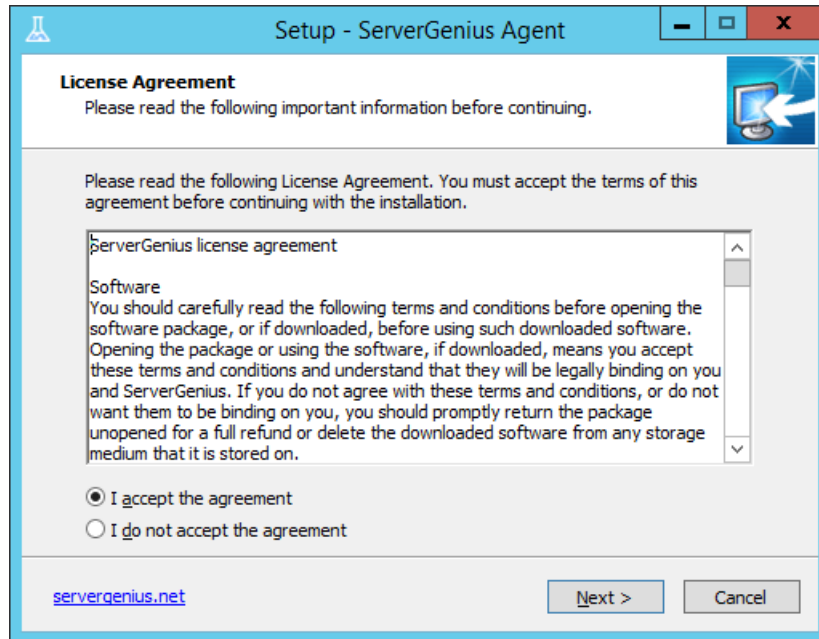 Setup - ServerGenius Agent
License Agreement
Please read the following important information before continuing.
Please read the following License Agreement. You must accept the terms of this
agreement before continuing with the installation.
ServerGenius license agreement
Software
You should carefully read the following terms and conditions before opening the
software package, or if downloaded, before using such downloaded software.
Opening the package or using the software, if downloaded, means you accept
these terms and conditions and understand that they will be legally binding on you
and ServerGenius. If you do not agree with these terms and conditions, or do not
want them to be binding on you, you should promptly return the package
unopened for a full refund or delete the downloaded software from any storage
medium that it is stored on.
I accept the agreement
I do not accept the agreement
servergenius.net
Next >
Cancel